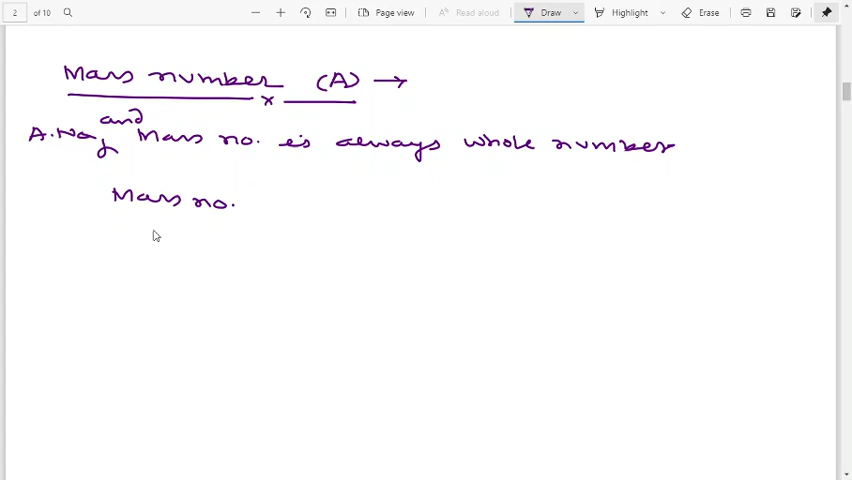 2 of 10 Page view Read aloud Draw Highlight Erase
Mass number (A) →
and
A.No. Mass no. is always whole number
Mass no.